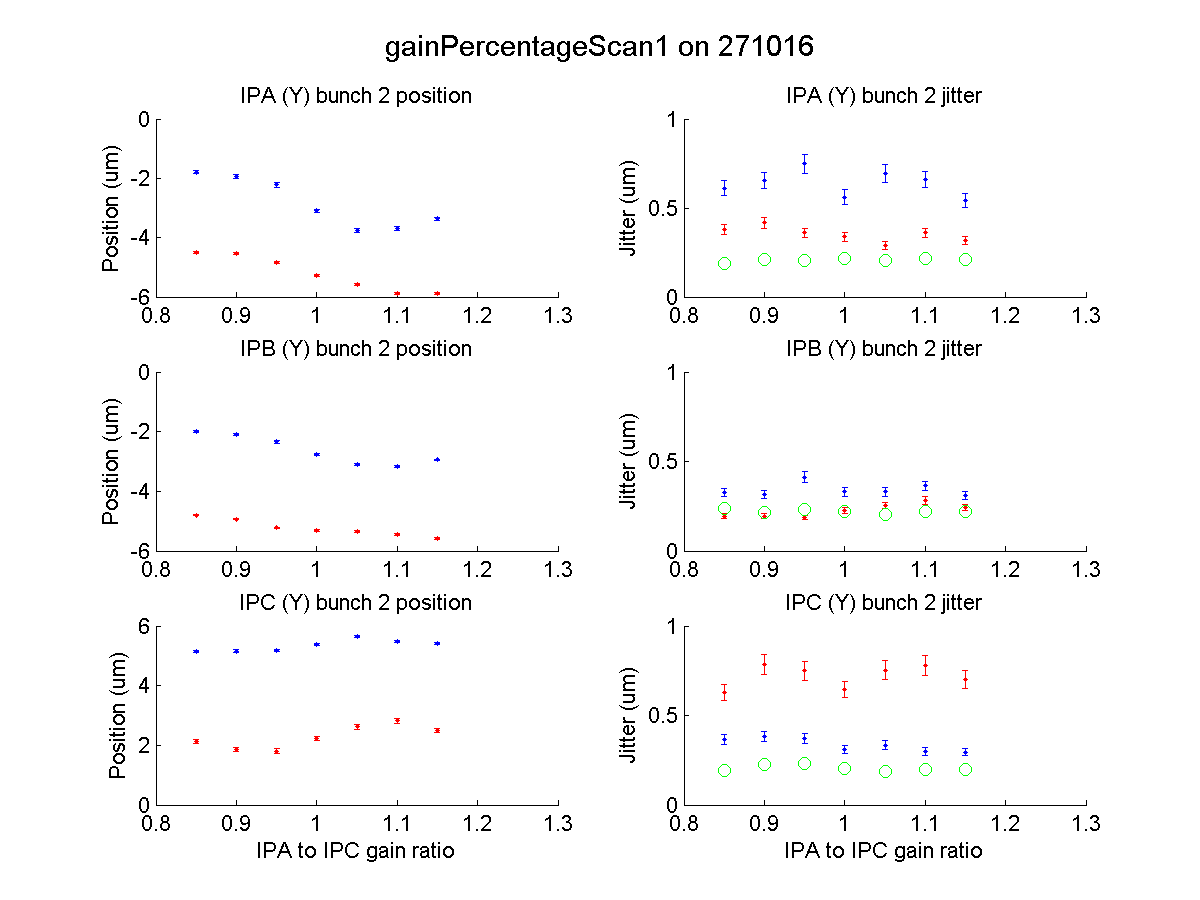 gainPercentageScan1 on 271016
IPA (Y) bunch 2 position
Position (um)
0
-2
-4
-6
0.8 0.9 1 1.1 1.2 1.3
IPA (Y) bunch 2 jitter
Jitter (um)
1
0.5
0
0.8 0.9 1 1.1 1.2 1.3
IPB (Y) bunch 2 position
Position (um)
0
-2
-4
-6
0.8 0.9 1 1.1 1.2 1.3
IPB (Y) bunch 2 jitter
Jitter (um)
1
0.5
0
0.8 0.9 1 1.1 1.2 1.3
IPC (Y) bunch 2 position
Position (um)
6
4
2
0
0.8 0.9 1 1.1 1.2 1.3
IPA to IPC gain ratio
IPC (Y) bunch 2 jitter
Jitter (um)
1
0.5
0
0.8 0.9 1 1.1 1.2 1.3
IPA to IPC gain ratio